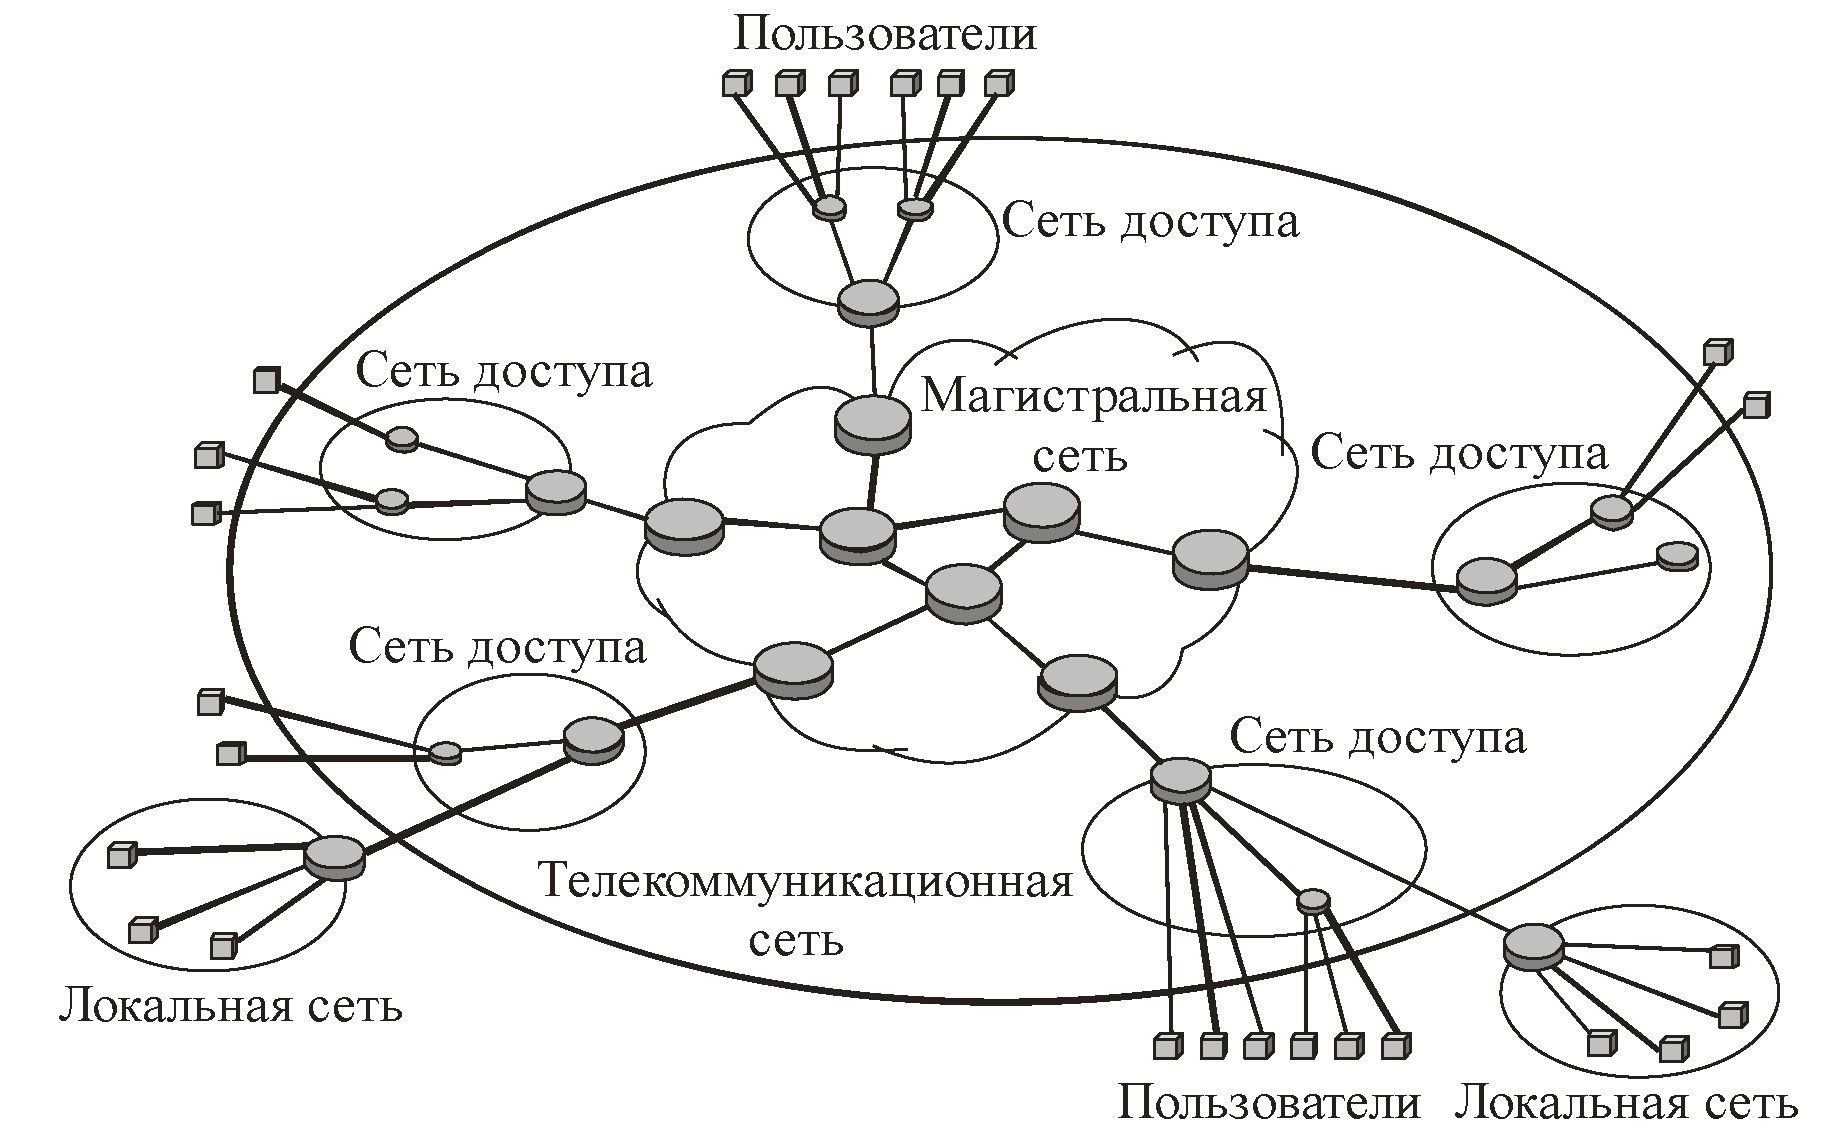 Пользователи
Сеть доступа
Сеть доступа
Магистральная
сеть
Сеть доступа
Сеть доступа
Сеть доступа
Телекоммуникационная
сеть
Локальная сеть
Пользователи
Локальная сеть